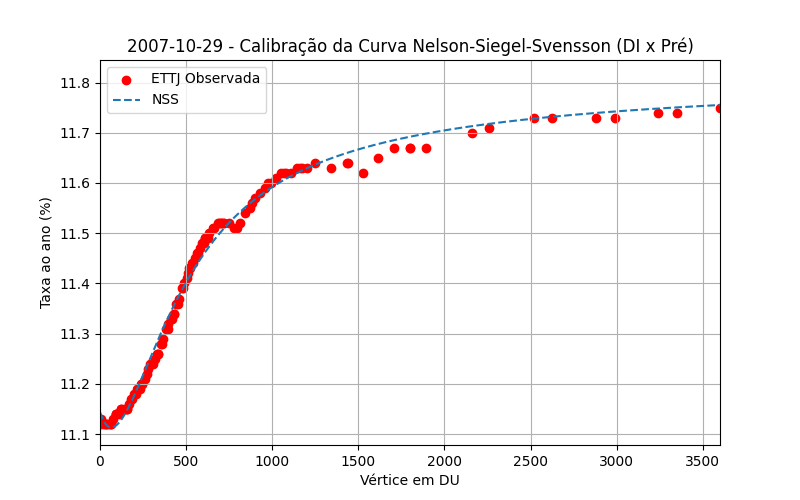 2007-10-29 - Calibração da Curva Nelson-Siegel-Svensson (DI x Pré)
ETTJ Observada
NSS
Taxa ao ano (%)
11.8
11.7
11.6
11.5
11.4
11.3
11.2
11.1
0 500 1000 1500 2000 2500 3000 3500
Vértice em DU